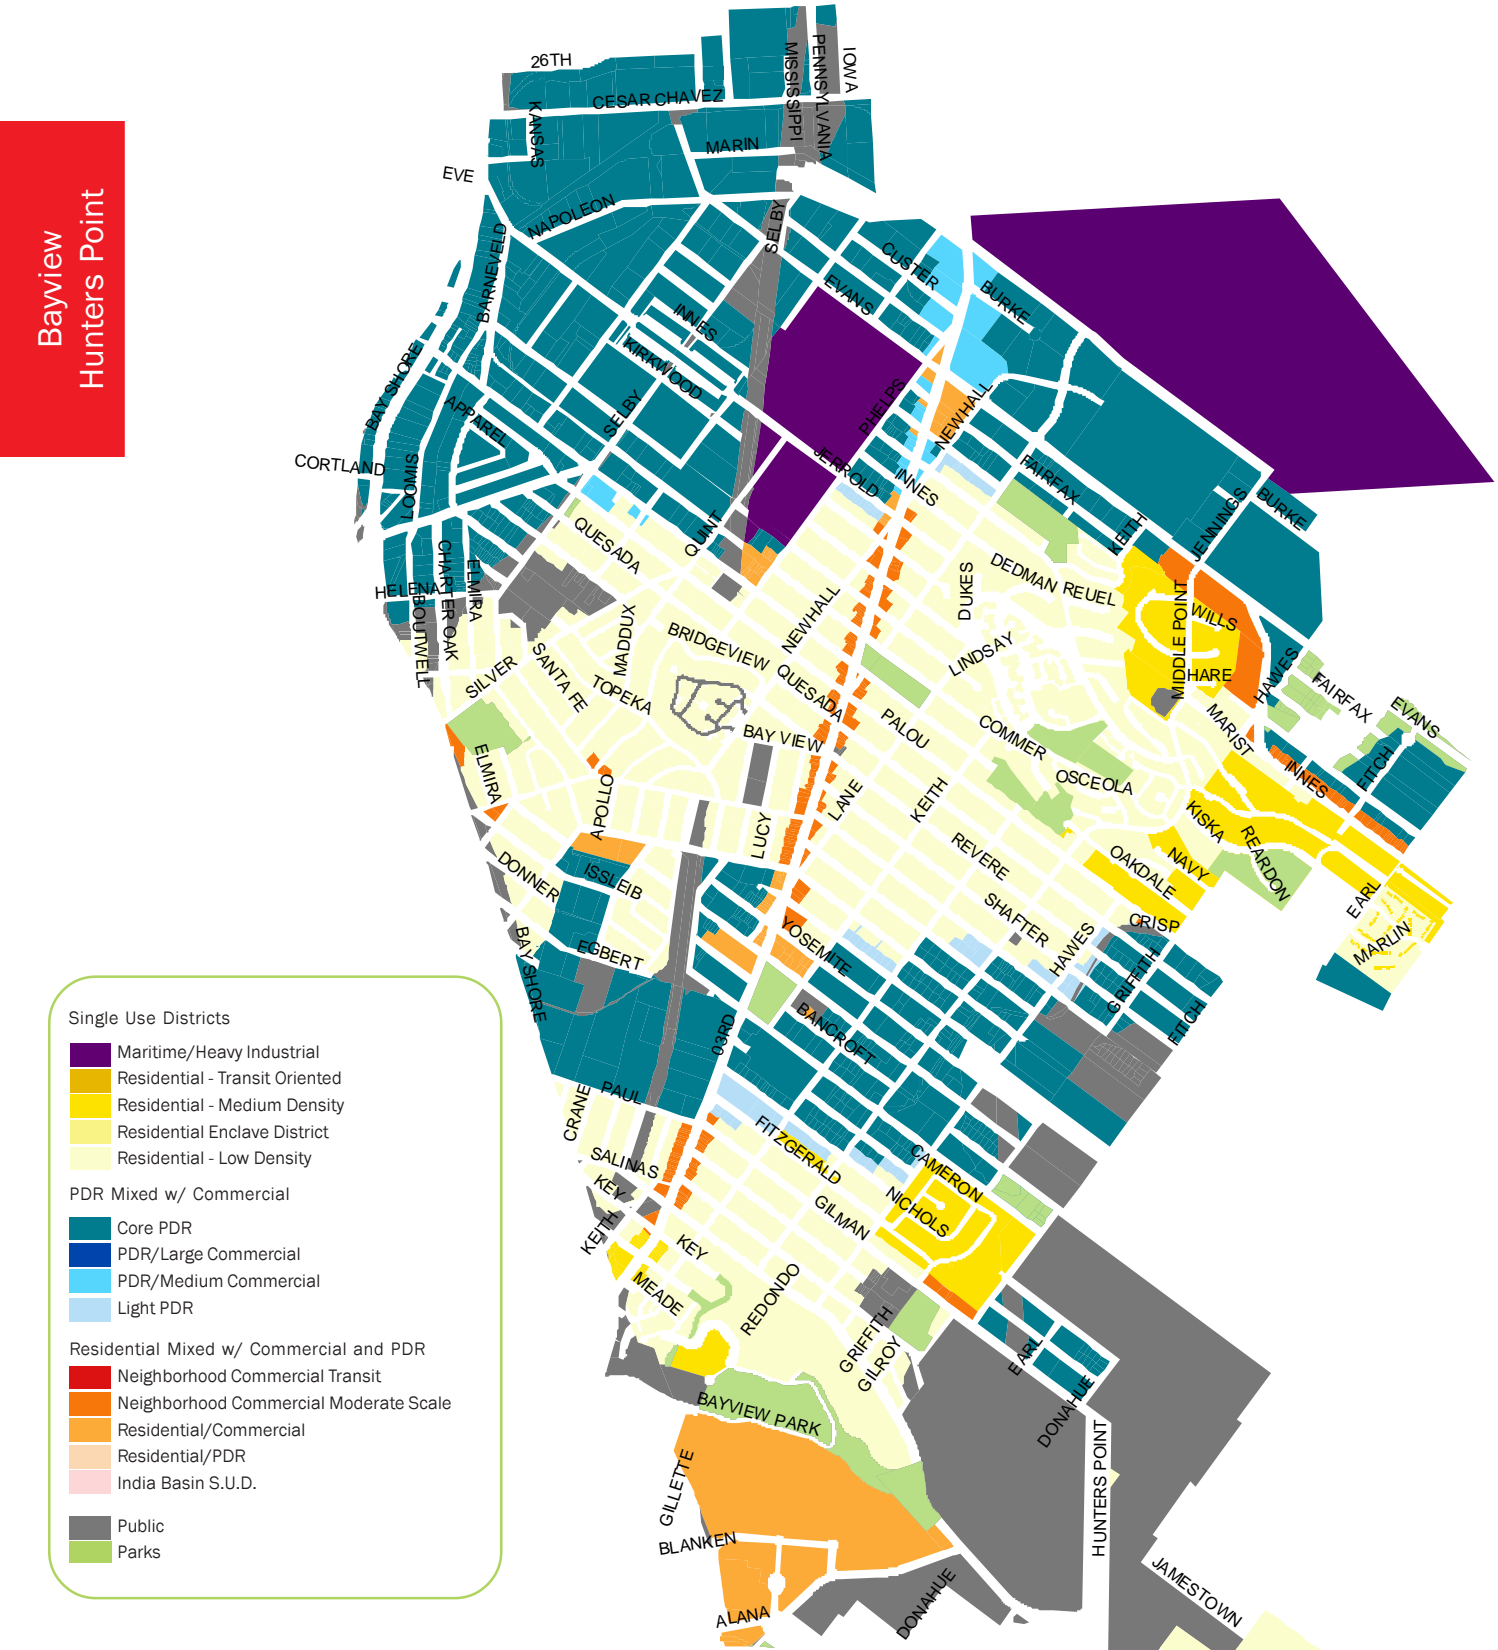 Bayview
Hunters Point
26TH
CESAR CHAVEZ
KANSAS
MISSISSIPPI
PENNSYLVANIA
IOWA
MARIN
EVE
NAPOLEON
SELBY
BARNEVELD
CUSTER
EVANS
BURKE
INNES
KIRKWOOD
BAY SHORE
APPAREL
SELBY
PHELPS
NEWHALL
CORTLAND
LOOMIS
JERROLD
INNES
FAIRFAX
BURKE
JENNINGS
KEITH
QUESADA
QUINT
CHARTER OAK
ELMIRA
HELENA
BOUTWELL
DUKES
DEDMAN REUEL
NEWHALL
MADDUX
BRIDGEVIEW
MIDDLE POINT
WILLS
LINDSAY
SILVER
SANTA FE
TOPEKA
QUESADA
HARE
HAWES
FAIRFAX
EVANS
MARIST
PALOU
COMMER
BAY VIEW
ELMIRA
OSCEOLA
INNES
FITCH
APOLLO
LANE
KEITH
LUCY
KISKA
REARDON
REVERE
OAKDALE
NAVY
DONNER
ISSLEIB
EARL
SHAFTER
CRISP
MARLIN
YOSEMITE
HAWES
EGBERT
BAY SHORE
GRIFFITH
FITCH
BANCROFT
03RD
PAUL
CRANE
FITZGERALD
SALINAS
CAMERON
KEY
NICHOLS
GILMAN
KEITH
KEY
MEADE
REDONDO
GRIFFITH
GILROY
EARL
DONAHUE
BAYVIEW PARK
GILLETTE
HUNTERS POINT
BLANKEN
JAMESTOWN
DONAHUE
ALANA
Single Use Districts
Maritime/Heavy Industrial
Residential - Transit Oriented
Residential - Medium Density
Residential Enclave District
Residential - Low Density
PDR Mixed w/ Commercial
Core PDR
PDR/Large Commercial
PDR/Medium Commercial
Light PDR
Residential Mixed w/ Commercial and PDR
Neighborhood Commercial Transit
Neighborhood Commercial Moderate Scale
Residential/Commercial
Residential/PDR
India Basin S.U.D.
Public
Parks